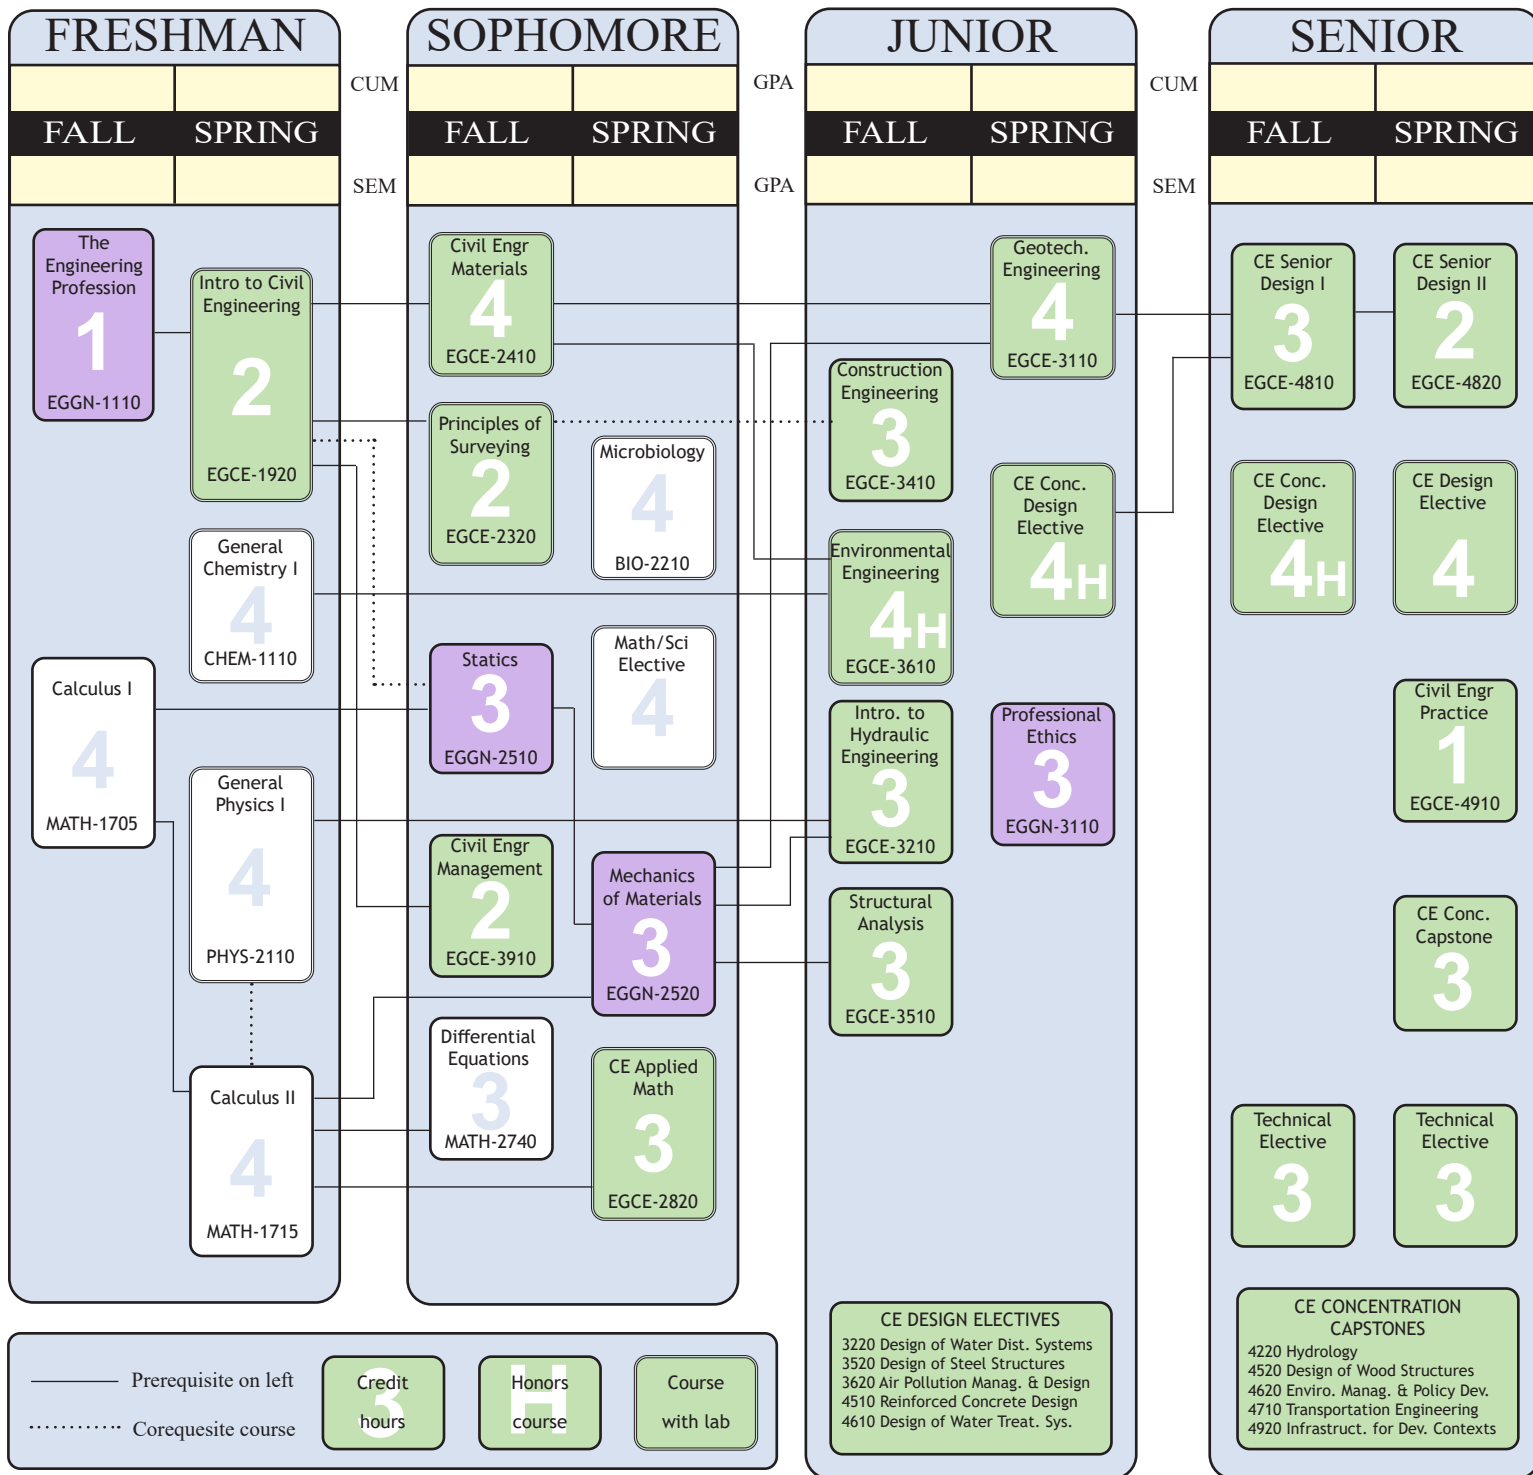 FRESHMAN
SOPHOMORE
JUNIOR
SENIOR
CUM
GPA
CUM
FALL
SPRING
FALL
SPRING
FALL
SPRING
FALL
SPRING
SEM
GPA
SEM
The
Engineering
Profession
1
EGGN-1110
Calculus I
4
MATH-1705
Intro to Civil
Engineering
2
EGCE-1920
General
Chemistry I
4
CHEM-1110
General
Physics I
4
PHYS-2110
Calculus II
4
MATH-1715
Civil Engr
Materials
4
EGCE-2410
Principles of
Surveying
2
EGCE-2320
Statics
3
EGGN-2510
Civil Engr
Management
2
EGCE-3910
Differential
Equations
3
MATH-2740
Microbiology
4
BIO-2210
Math/Sci
Elective
4
Mechanics
of Materials
3
EGGN-2520
CE Applied
Math
3
EGCE-2820
Construction
Engineering
3
EGCE-3410
Environmental
Engineering
4H
EGCE-3610
Intro. to
Hydraulic
Engineering
3
EGCE-3210
Structural
Analysis
3
EGCE-3510
Geotech.
Engineering
4
EGCE-3110
CE Conc.
Design
Elective
4H
Professional
Ethics
3
EGGN-3110
CE Senior
Design I
3
EGCE-4810
CE Conc.
Design
Elective
4H
Technical
Elective
3
CE Senior
Design II
2
EGCE-4820
CE Design
Elective
4
Civil Engr
Practice
1
EGCE-4910
CE Conc.
Capstone
3
Technical
Elective
3
CE DESIGN ELECTIVES
3220 Design of Water Dist. Systems
3520 Design of Steel Structures
3620 Air Pollution Manag. & Design
4510 Reinforced Concrete Design
4610 Design of Water Treat. Sys.
CE CONCENTRATION
CAPSTONES
4220 Hydrology
4520 Design of Wood Structures
4620 Enviro. Manag. & Policy Dev.
4710 Transportation Engineering
4920 Infrastruct. for Dev. Contexts
Prerequisite on left
Corequesite course
Credit
3
hours
Honors
H
course
Course
with lab